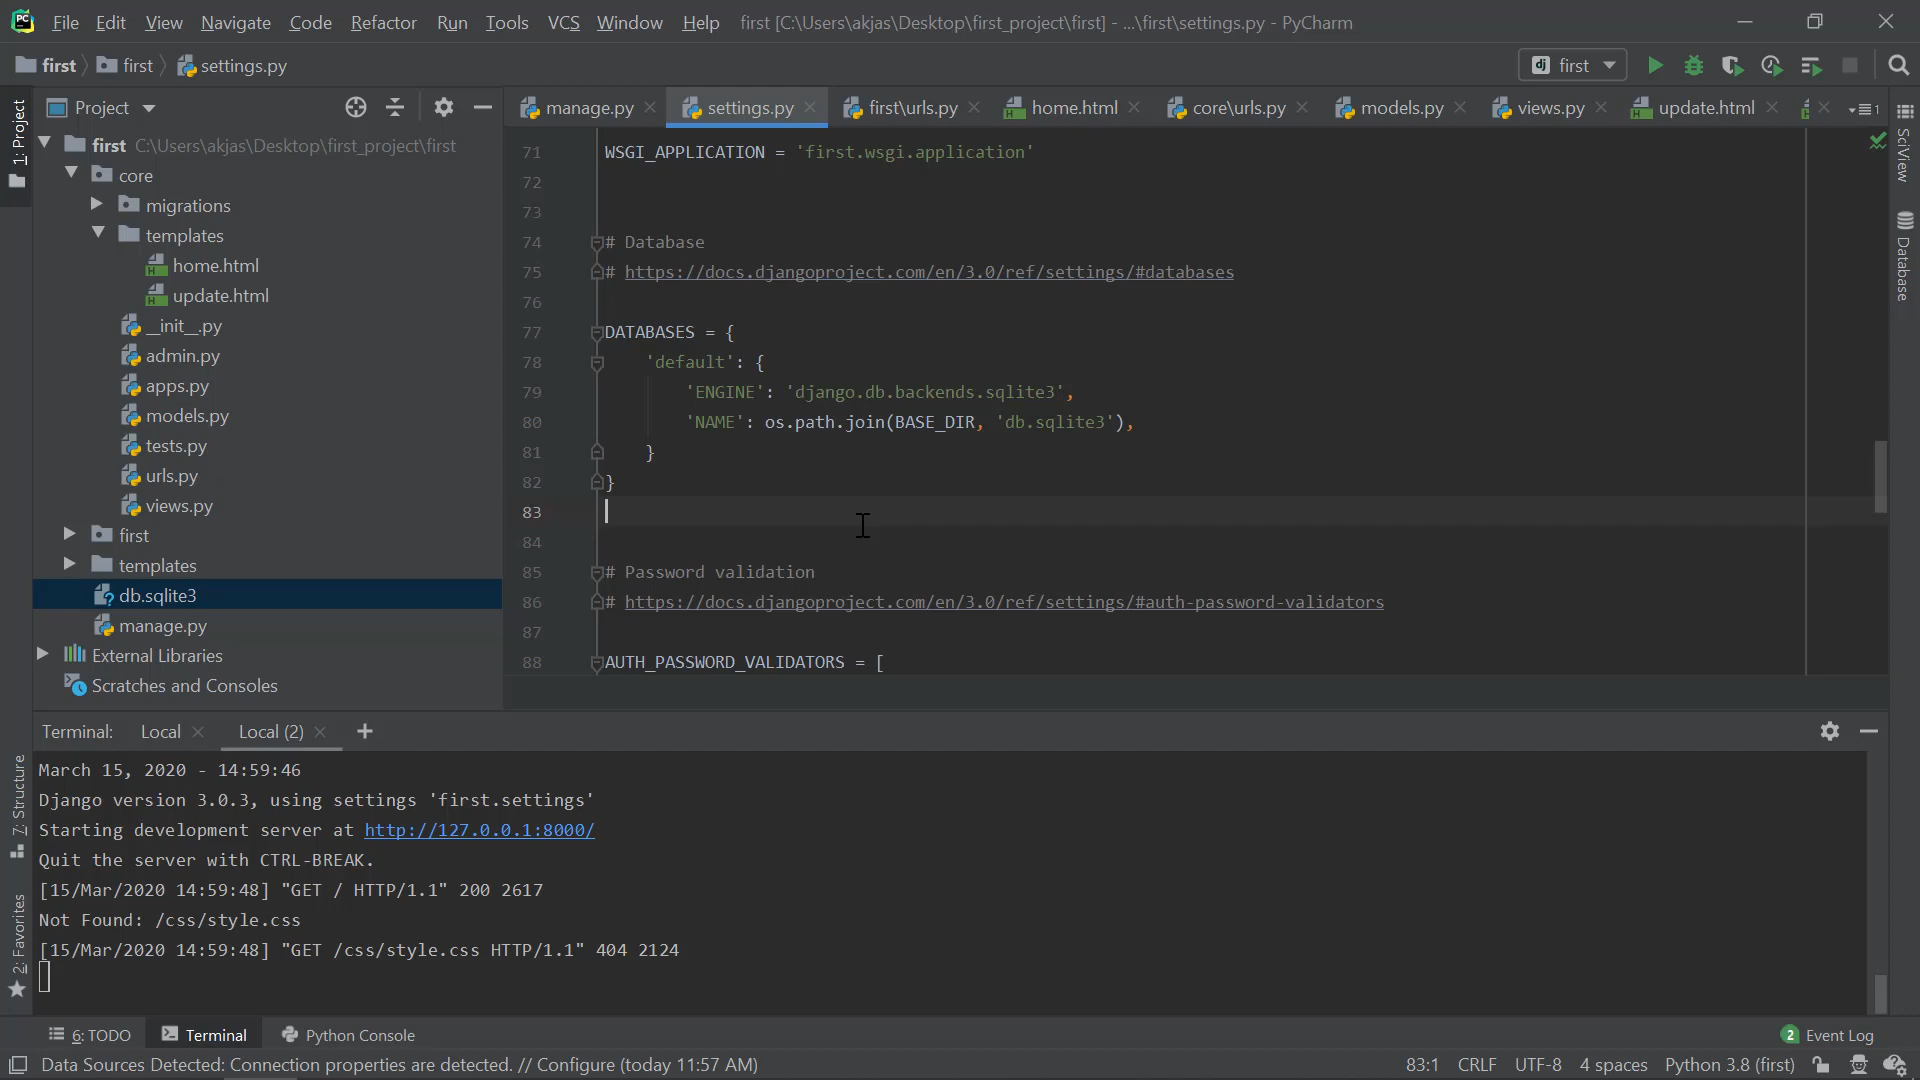 File Edit View Navigate Code Refactor Run Tools VCS Window Help first [C:\Users\akjas\Desktop\first_project\first] - ...\first\settings.py - PyCharm
first first settings.py
dj first
1: Project
Project
manage.py settings.py first\urls.py home.html core\urls.py models.py views.py update.html
first C:\Users\akjas\Desktop\first_project\first
core
migrations
templates
home.html
update.html
__init__.py
admin.py
apps.py
models.py
tests.py
urls.py
views.py
first
templates
db.sqlite3
manage.py
External Libraries
Scratches and Consoles
71 WSGI_APPLICATION = 'first.wsgi.application'
72
73
74 # Database
75 # https://docs.djangoproject.com/en/3.0/ref/settings/#databases
76
77 DATABASES = {
78 'default': {
79 'ENGINE': 'django.db.backends.sqlite3',
80 'NAME': os.path.join(BASE_DIR, 'db.sqlite3'),
81 }
82 }
83
84
85 # Password validation
86 # https://docs.djangoproject.com/en/3.0/ref/settings/#auth-password-validators
87
88 AUTH_PASSWORD_VALIDATORS = [
SciView
Database
Terminal: Local Local (2)
7: Structure
2: Favorites
March 15, 2020 - 14:59:46
Django version 3.0.3, using settings 'first.settings'
Starting development server at http://127.0.0.1:8000/
Quit the server with CTRL-BREAK.
[15/Mar/2020 14:59:48] "GET / HTTP/1.1" 200 2617
Not Found: /css/style.css
[15/Mar/2020 14:59:48] "GET /css/style.css HTTP/1.1" 404 2124
6: TODO Terminal Python Console 2 Event Log
Data Sources Detected: Connection properties are detected. // Configure (today 11:57 AM) 83:1 CRLF UTF-8 4 spaces Python 3.8 (first)